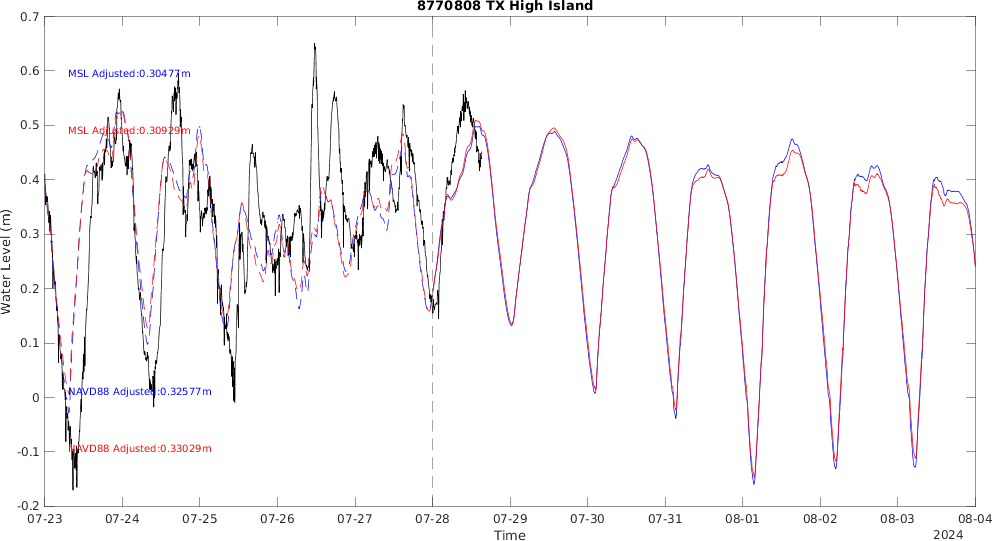 8770808 TX High Island
Water Level (m)
0.7
0.6
0.5
0.4
0.3
0.2
0.1
0
-0.1
-0.2
MSL Adjusted:0.30477m
MSL Adjusted:0.30929m
NAVD88 Adjusted:0.32577m
NAVD88 Adjusted:0.33029m
07-23 07-24 07-25 07-26 07-27 07-28 07-29 07-30 07-31 08-01 08-02 08-03 08-04
Time
2024